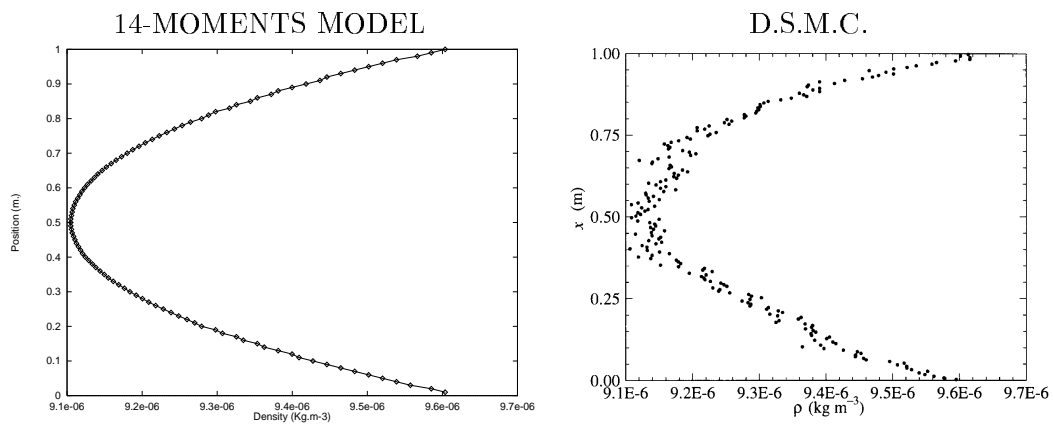 14-MOMENTS MODEL
1
0.9
0.8
0.7
0.6
0.5
0.4
0.3
0.2
0.1
0
Position (m.)
9.1e-06 9.2e-06 9.3e-06 9.4e-06 9.5e-06 9.6e-06 9.7e-06
Density (Kg.m-3)
D.S.M.C.
1.00
0.75
0.50
0.25
0.00
x (m)
9.1E-6 9.2E-6 9.3E-6 9.4E-6 9.5E-6 9.6E-6 9.7E-6
ρ (kg m⁻³)